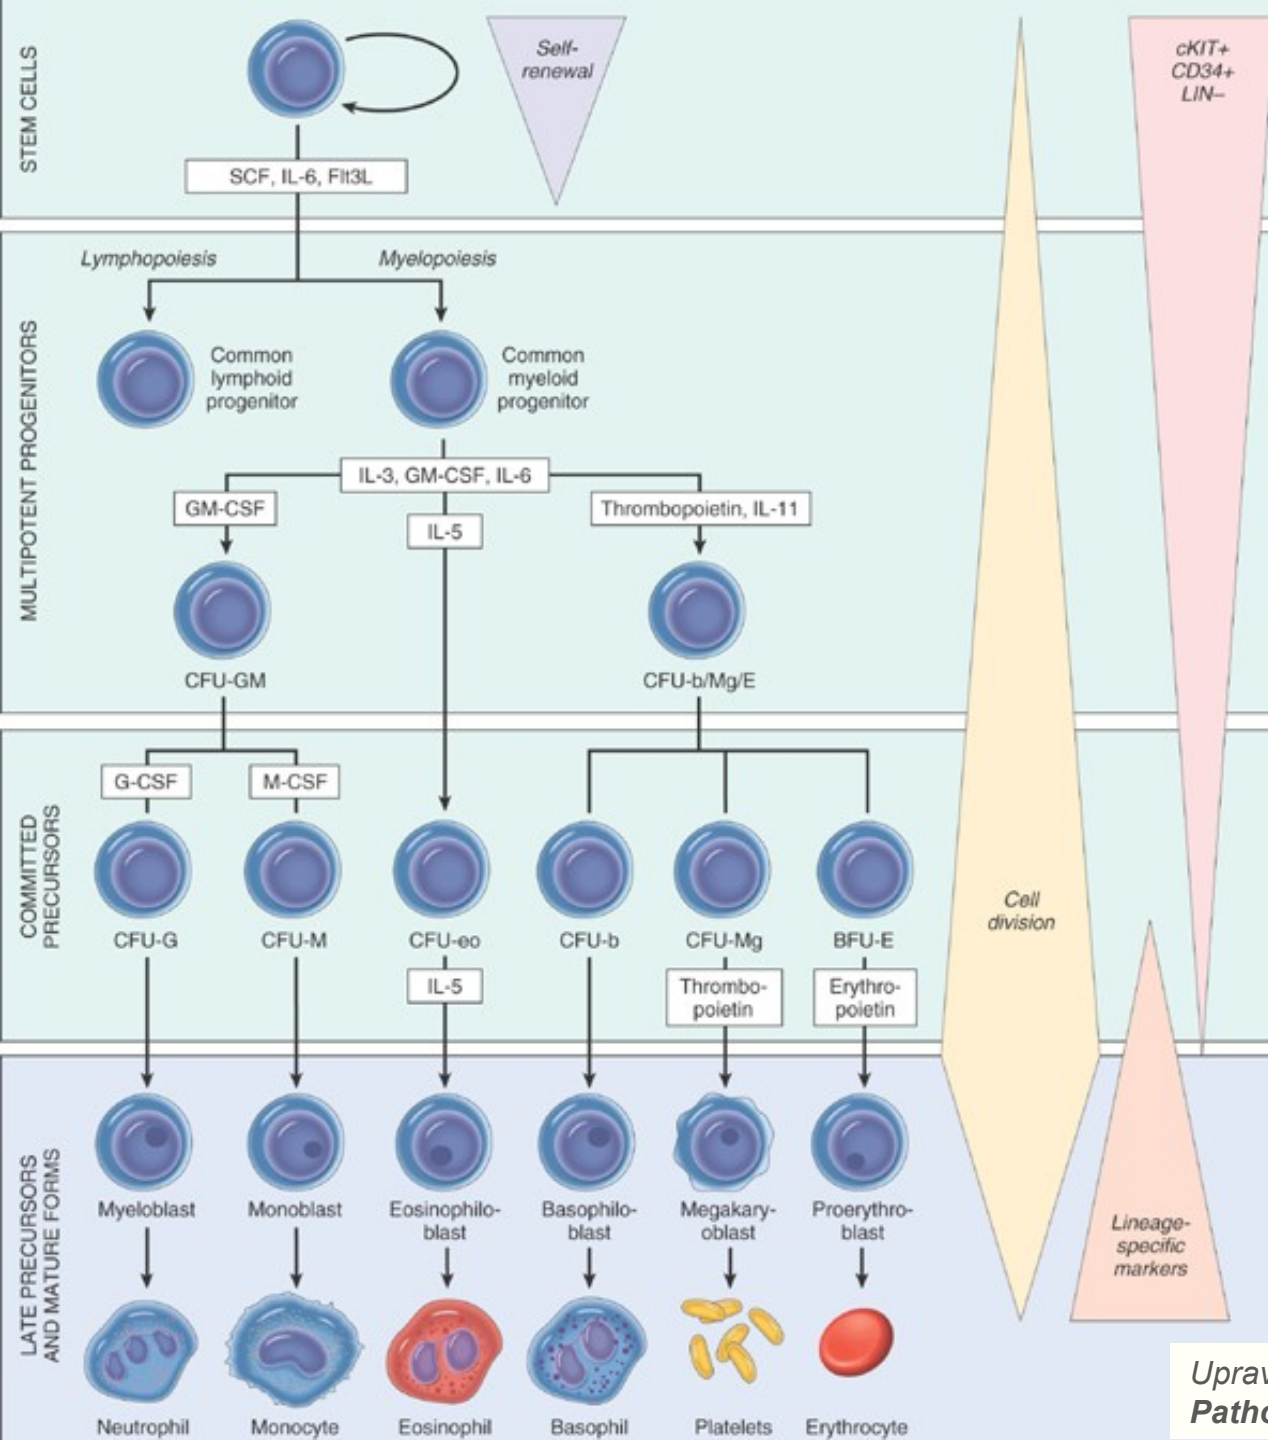 STEM CELLS
Self-
renewal
cKIT+
CD34+
LIN–
SCF, IL-6, Flt3L
MULTIPOTENT PROGENITORS
Lymphopoiesis
Myelopoiesis
Common
lymphoid
progenitor
Common
myeloid
progenitor
IL-3, GM-CSF, IL-6
GM-CSF
IL-5
Thrombopoietin, IL-11
CFU-GM
CFU-b/Mg/E
COMMITTED
PRECURSORS
G-CSF
M-CSF
CFU-G
CFU-M
CFU-eo
CFU-b
CFU-Mg
BFU-E
IL-5
Thrombo-
poietin
Erythro-
poietin
Cell
division
LATE PRECURSORS
AND MATURE FORMS
Myeloblast
Monoblast
Eosinophilo-
blast
Basophilo-
blast
Megakary-
oblast
Proerythro-
blast
Lineage-
specific
markers
Neutrophil
Monocyte
Eosinophil
Basophil
Platelets
Erythrocyte